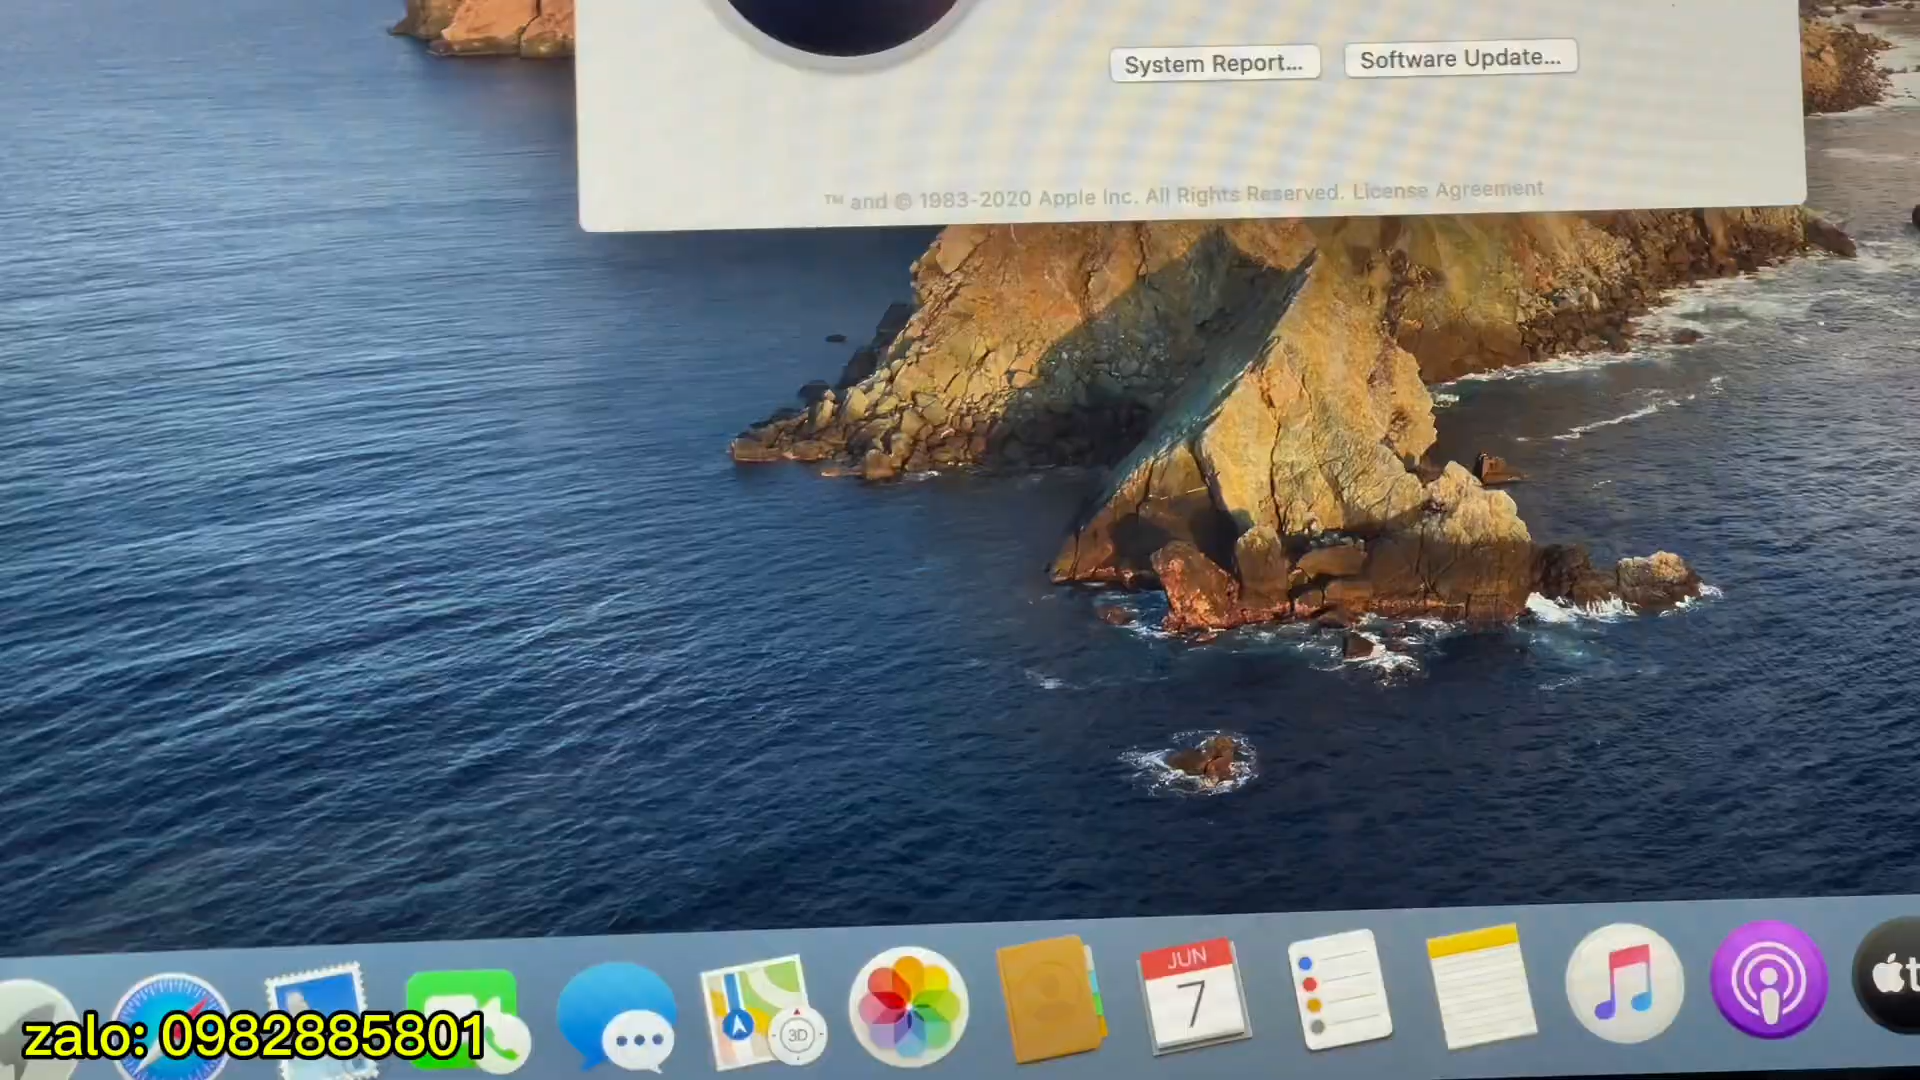 System Report... Software Update...
™ and © 1983-2020 Apple Inc. All Rights Reserved. License Agreement
3D
JUN
7
zalo: 0982885801